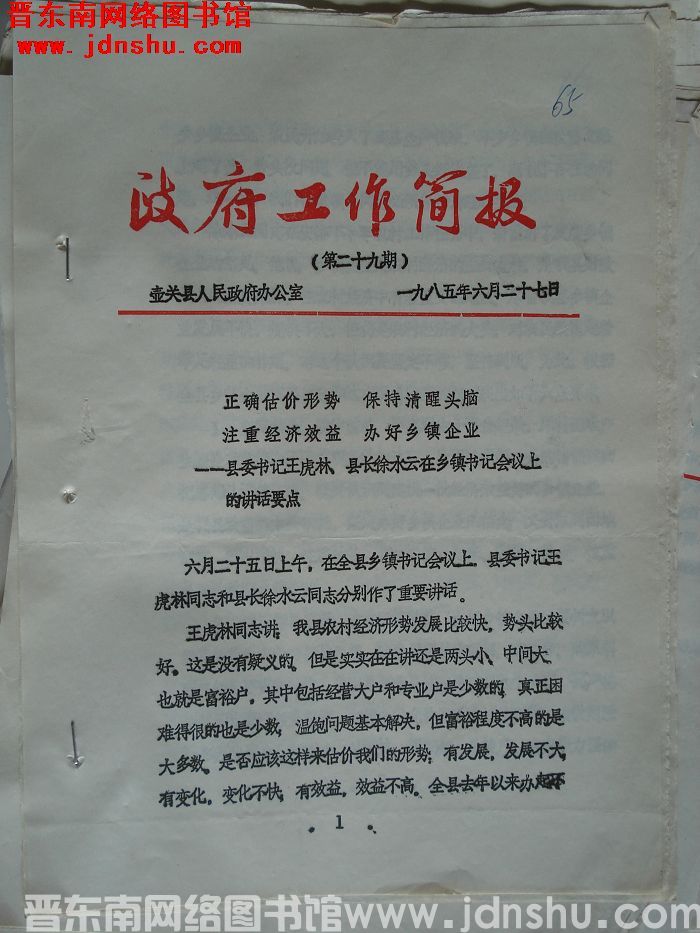 晋东南网络图书馆
www.jdnshu.com
65
政府工作简报
(第二十九期)
壶关县人民政府办公室 一九八五年六月二十七日
正确估价形势 保持清醒头脑
注重经济效益 办好乡镇企业
——县委书记王虎林、县长徐水云在乡镇书记会议上
的讲话要点
六月二十五日上午,在全县乡镇书记会议上,县委书记王
虎林同志和县长徐水云同志分别作了重要讲话。
王虎林同志讲:我县农村经济形势发展比较快,势头比较
好。这是没有疑义的。但是实实在在讲还是两头小、中间大,
也就是富裕户,其中包括经营大户和专业户是少数的,真正困
难得很的也是少数,温饱问题基本解决,但富裕程度不高的是
大多数。是否应该这样来估价我们的形势:有发展,发展不大,
有变化,变化不快,有效益,效益不高。全县去年以来办起不
· 1 ·
晋东南网络图书馆www.jdnshu.com